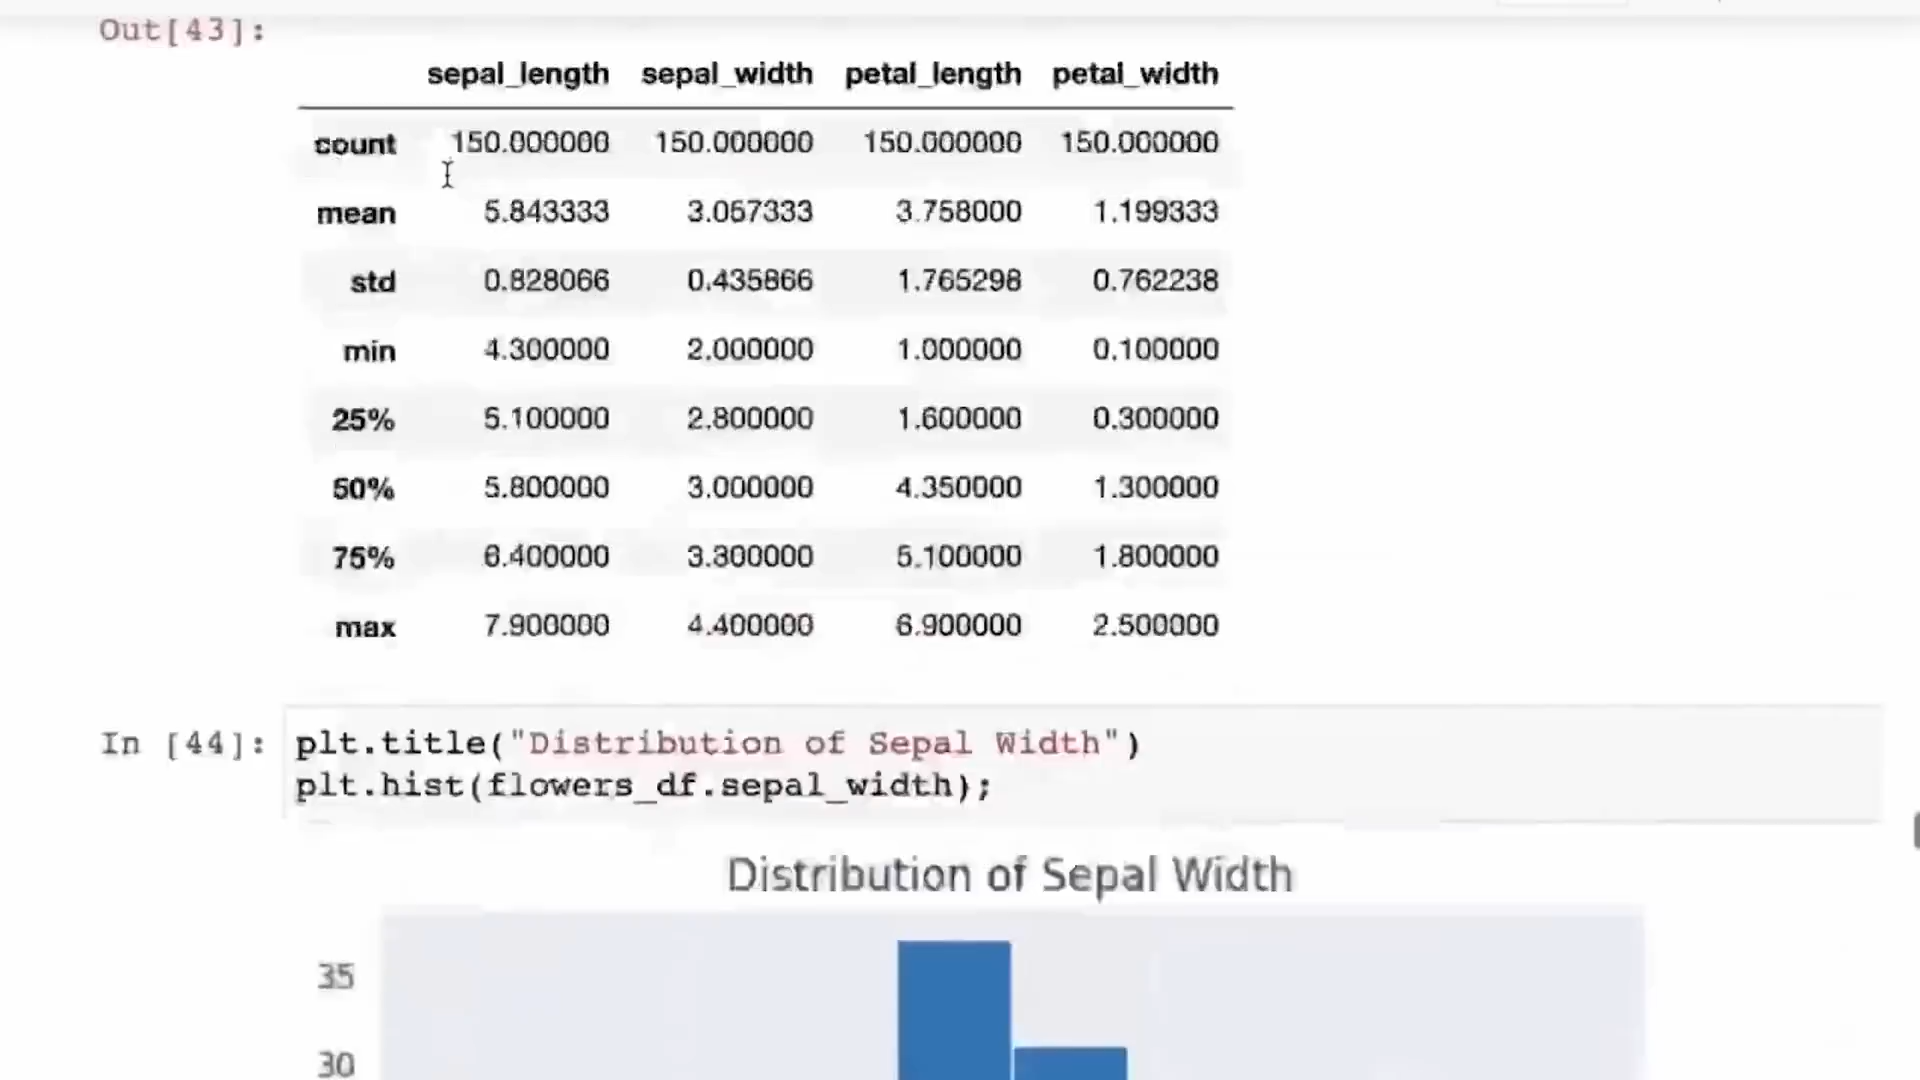 Out[43]:
sepal_length sepal_width petal_length petal_width
count 150.000000 150.000000 150.000000 150.000000
mean 5.843333 3.057333 3.758000 1.199333
std 0.828066 0.435866 1.765298 0.762238
min 4.300000 2.000000 1.000000 0.100000
25% 5.100000 2.800000 1.600000 0.300000
50% 5.800000 3.000000 4.350000 1.300000
75% 6.400000 3.300000 5.100000 1.800000
max 7.900000 4.400000 6.900000 2.500000
In [44]: plt.title("Distribution of Sepal Width")
plt.hist(flowers_df.sepal_width);
Distribution of Sepal Width
35
30